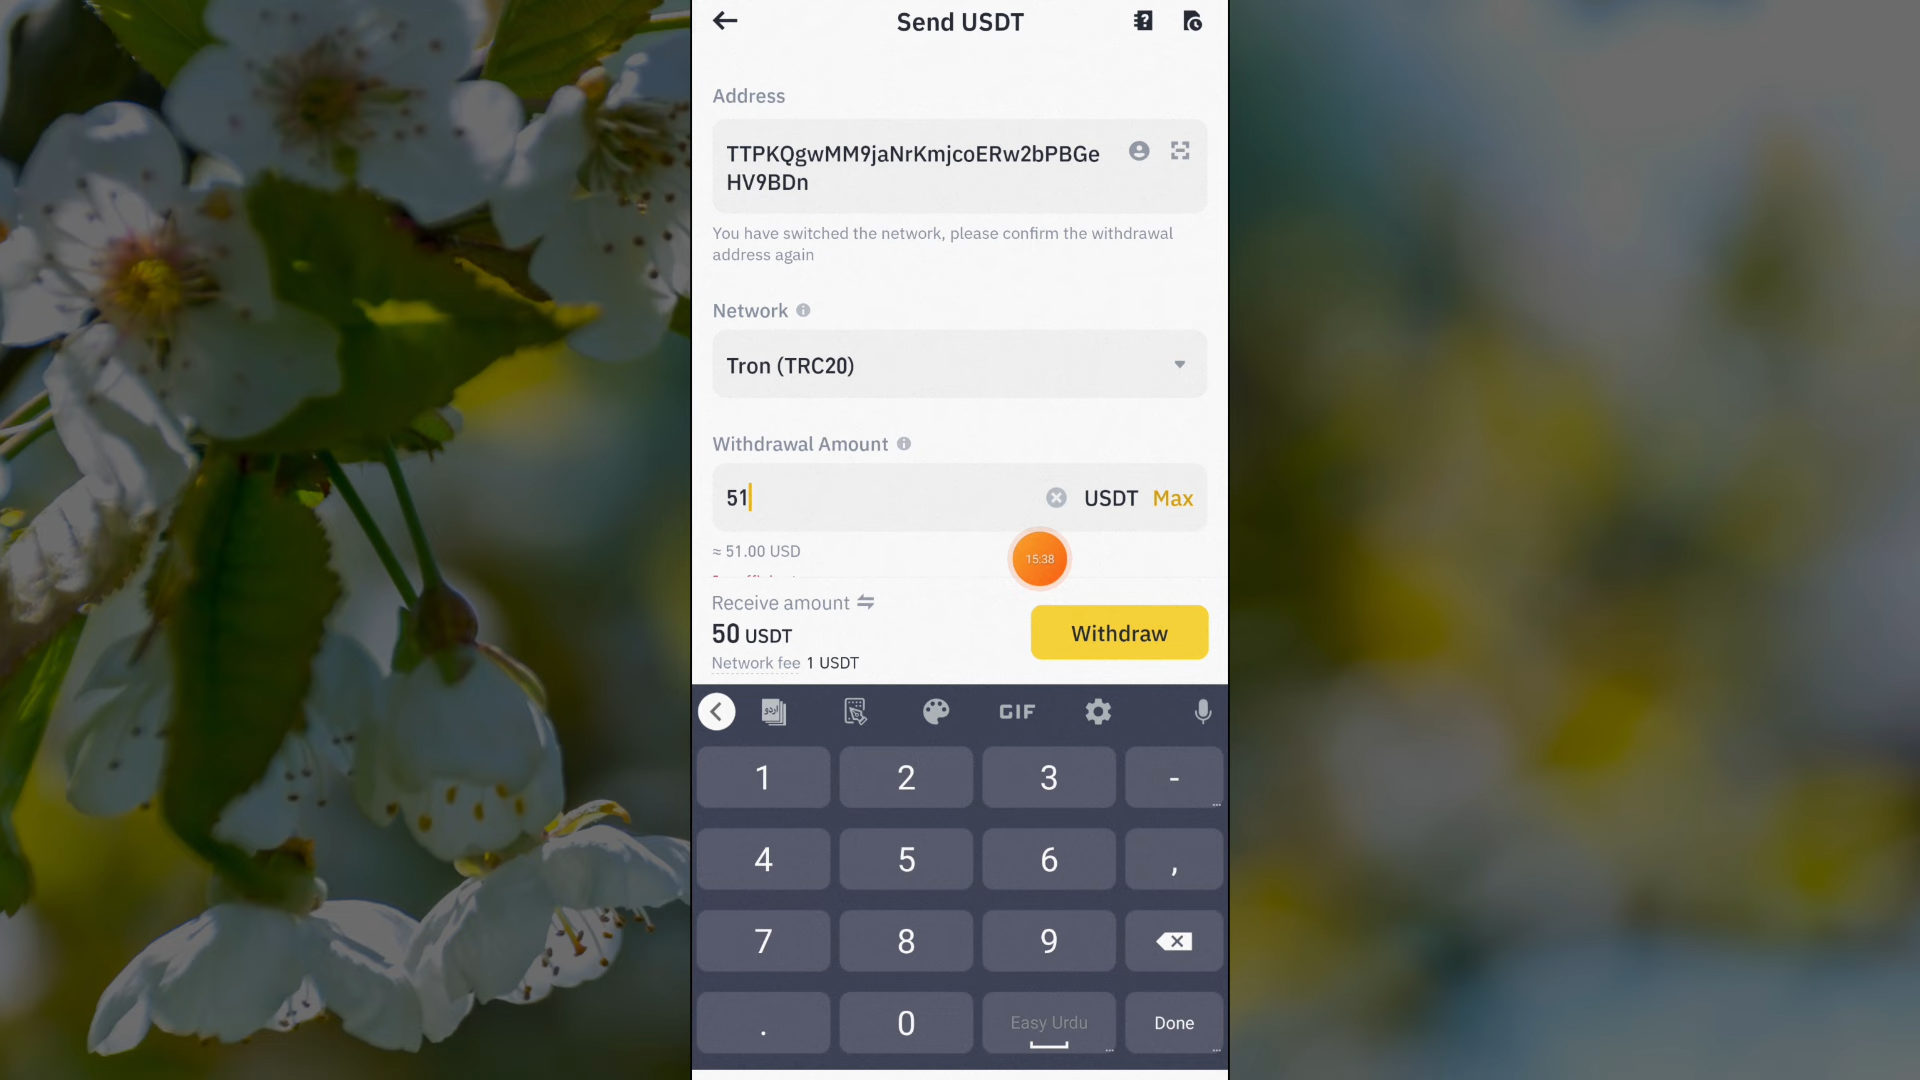 Send USDT
Address
TTPKQgwMM9jaNrKmjcoERw2bPBGe
HV9BDn
You have switched the network, please confirm the withdrawal
address again
Network
Tron (TRC20)
Withdrawal Amount
51 USDT Max
≈ 51.00 USD
15:38
Receive amount
50 USDT
Withdraw
Network fee 1 USDT
اردو GIF
1 2 3 -
4 5 6 ,
7 8 9
. 0 Easy Urdu Done